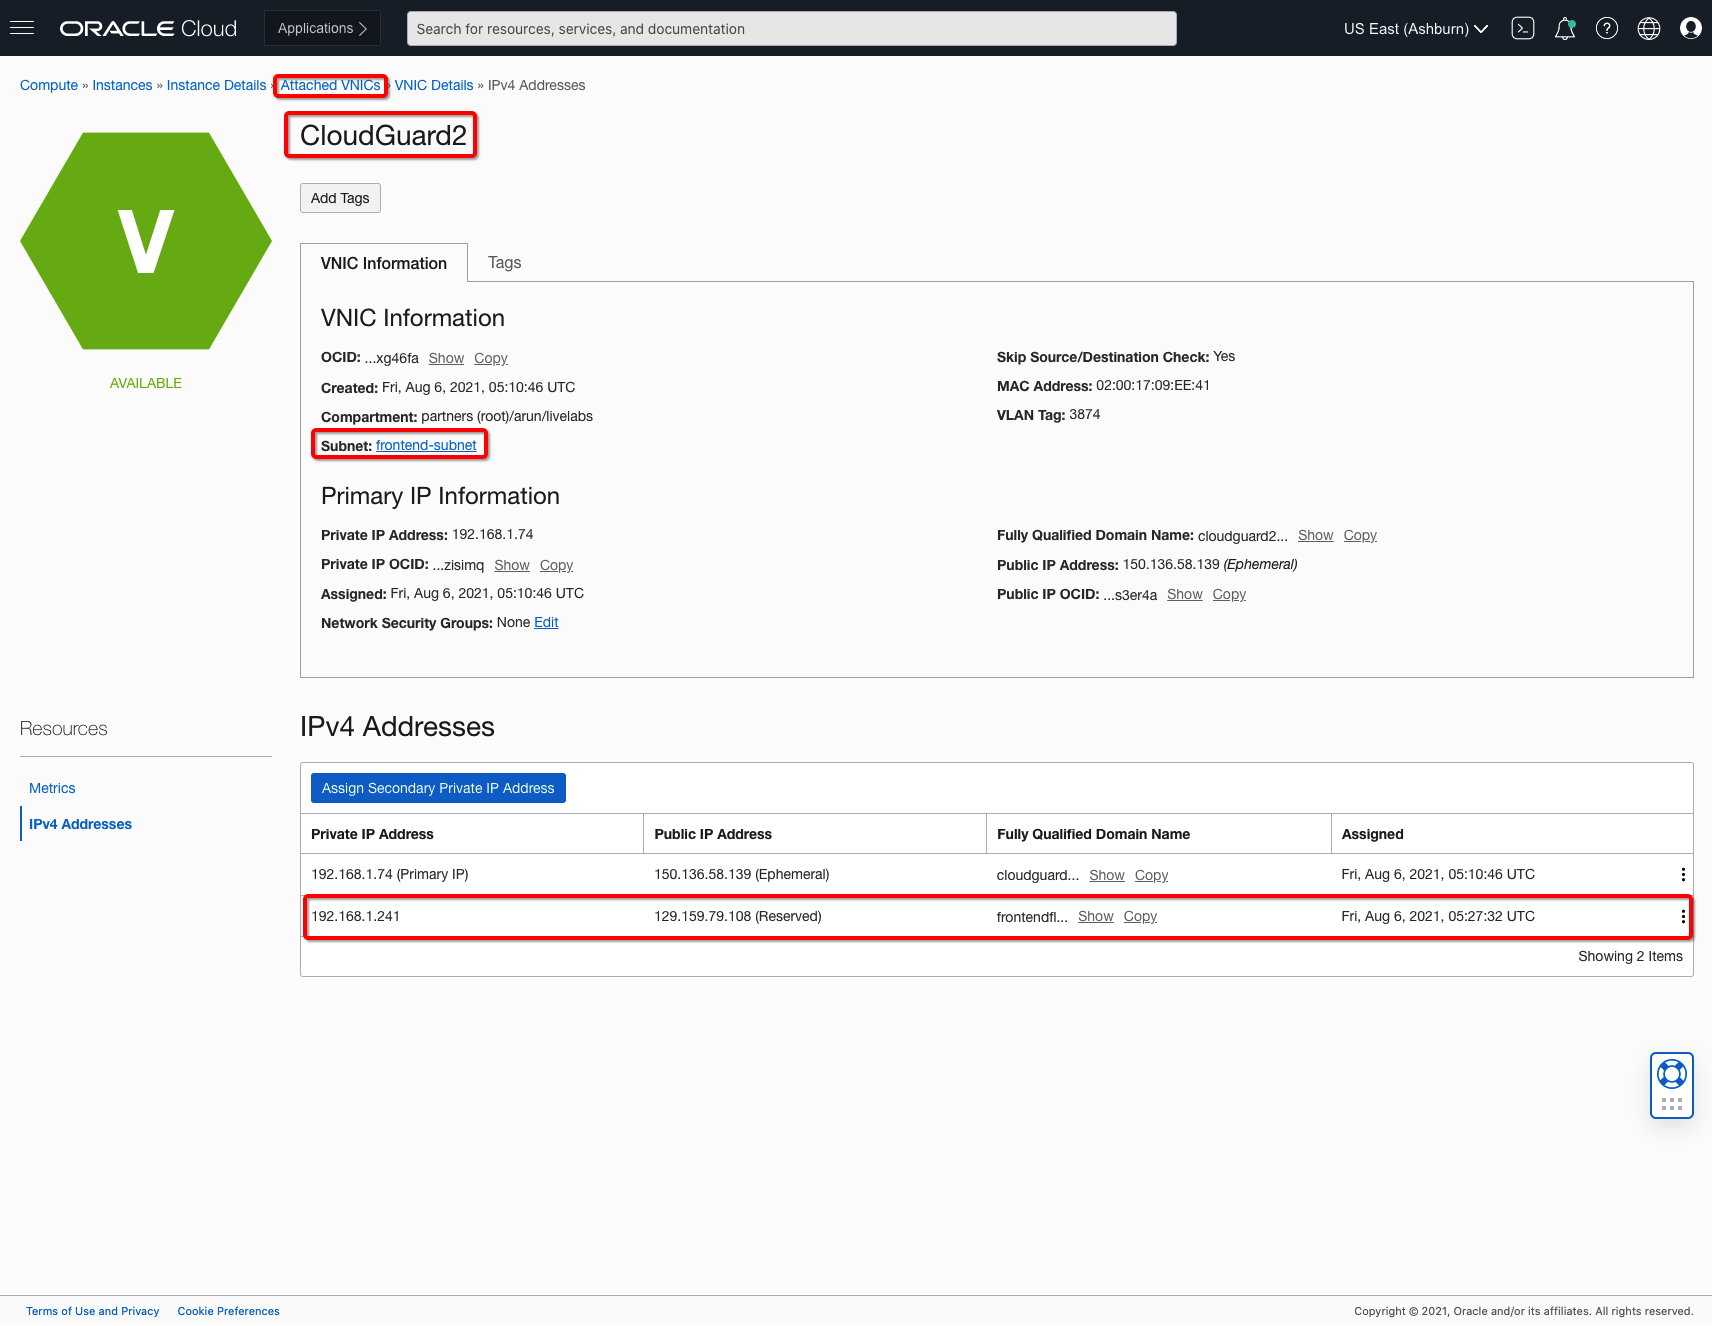 ORACLE Cloud Applications Search for resources, services, and documentation US East (Ashburn)
Compute » Instances » Instance Details » Attached VNICs » VNIC Details » IPv4 Addresses
CloudGuard2
Add Tags
V
AVAILABLE
VNIC Information Tags
VNIC Information
OCID: ...xg46fa Show Copy
Created: Fri, Aug 6, 2021, 05:10:46 UTC
Compartment: partners (root)/arun/livelabs
Subnet: frontend-subnet
Skip Source/Destination Check: Yes
MAC Address: 02:00:17:09:EE:41
VLAN Tag: 3874
Primary IP Information
Private IP Address: 192.168.1.74
Private IP OCID: ...zisimq Show Copy
Assigned: Fri, Aug 6, 2021, 05:10:46 UTC
Network Security Groups: None Edit
Fully Qualified Domain Name: cloudguard2... Show Copy
Public IP Address: 150.136.58.139 (Ephemeral)
Public IP OCID: ...s3er4a Show Copy
Resources
Metrics
IPv4 Addresses
IPv4 Addresses
Assign Secondary Private IP Address
Private IP Address Public IP Address Fully Qualified Domain Name Assigned
192.168.1.74 (Primary IP) 150.136.58.139 (Ephemeral) cloudguard... Show Copy Fri, Aug 6, 2021, 05:10:46 UTC
192.168.1.241 129.159.79.108 (Reserved) frontendfl... Show Copy Fri, Aug 6, 2021, 05:27:32 UTC
Showing 2 Items
Terms of Use and Privacy Cookie Preferences Copyright © 2021, Oracle and/or its affiliates. All rights reserved.